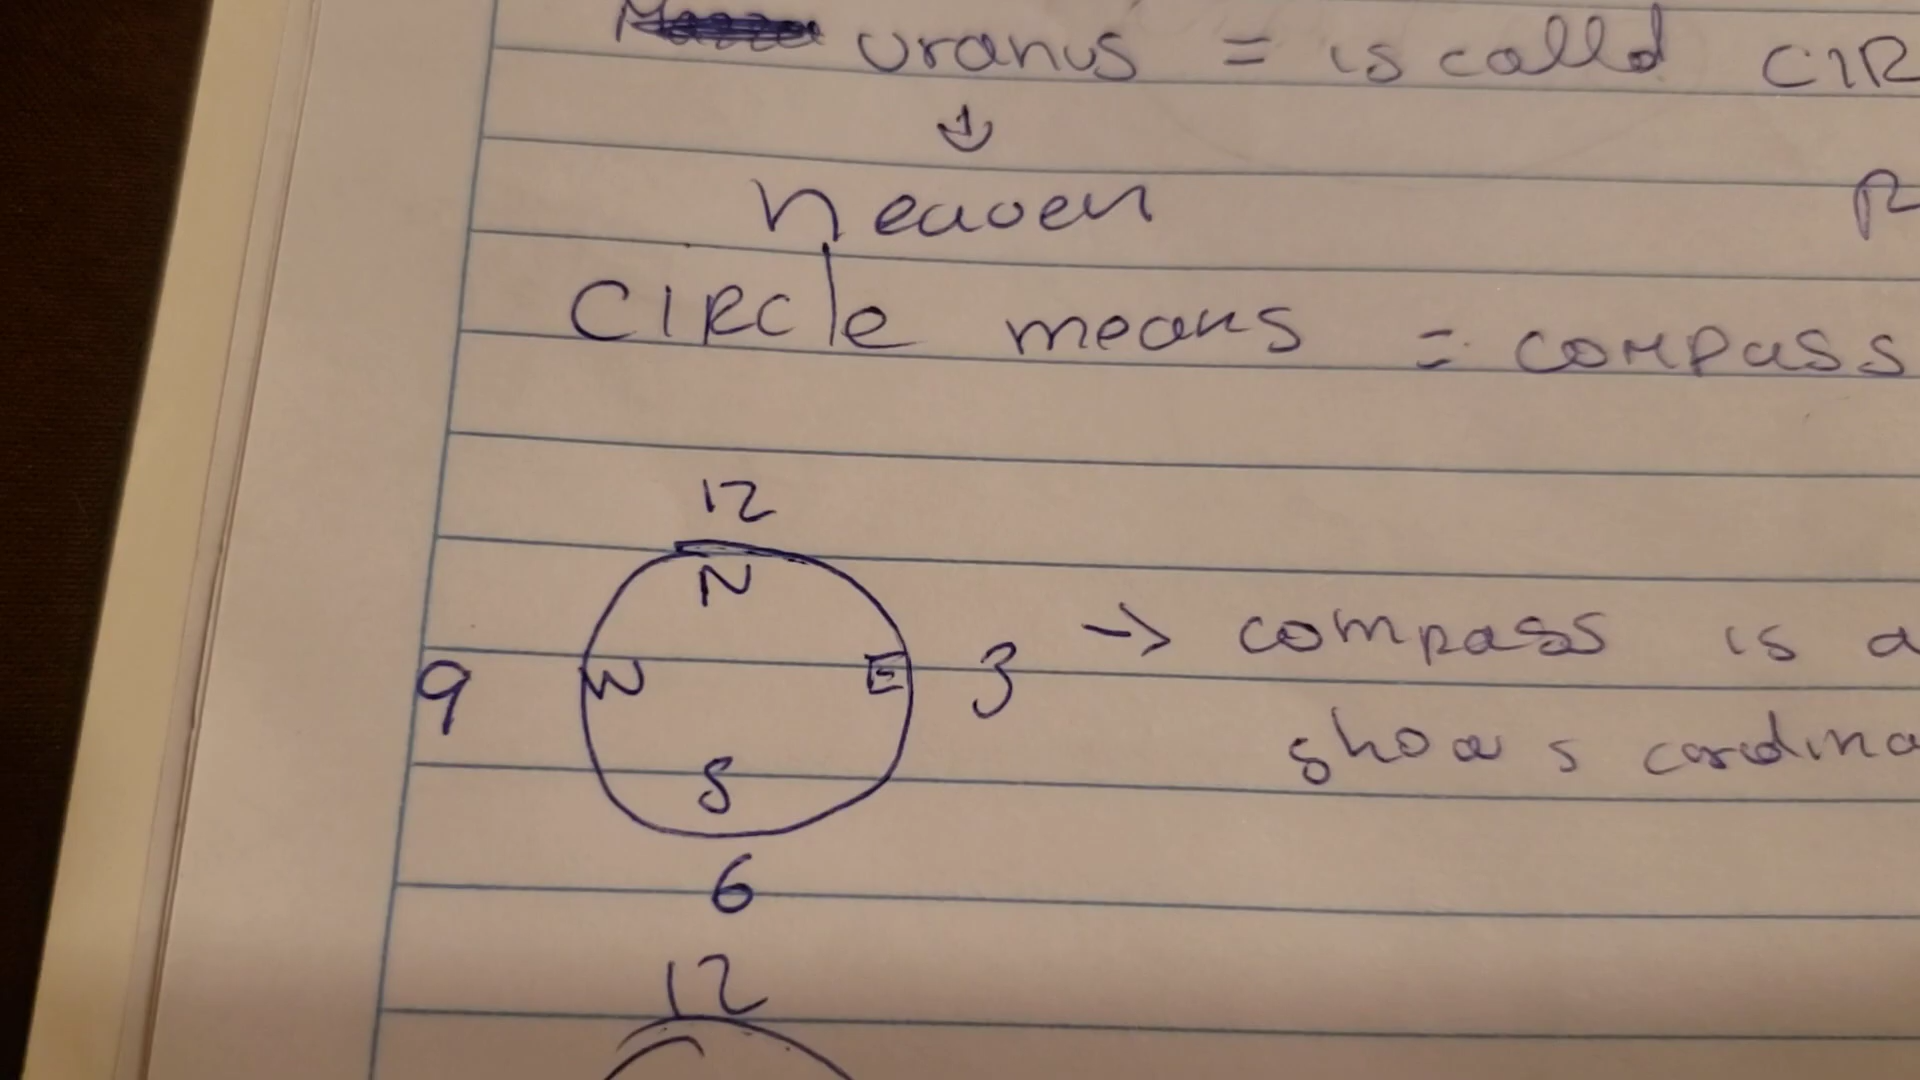 Uranus = is called CIR
Heaven
CIRcle means = compass
12
N
9 W E 3 → compass is a
shows cardina
S
6
12